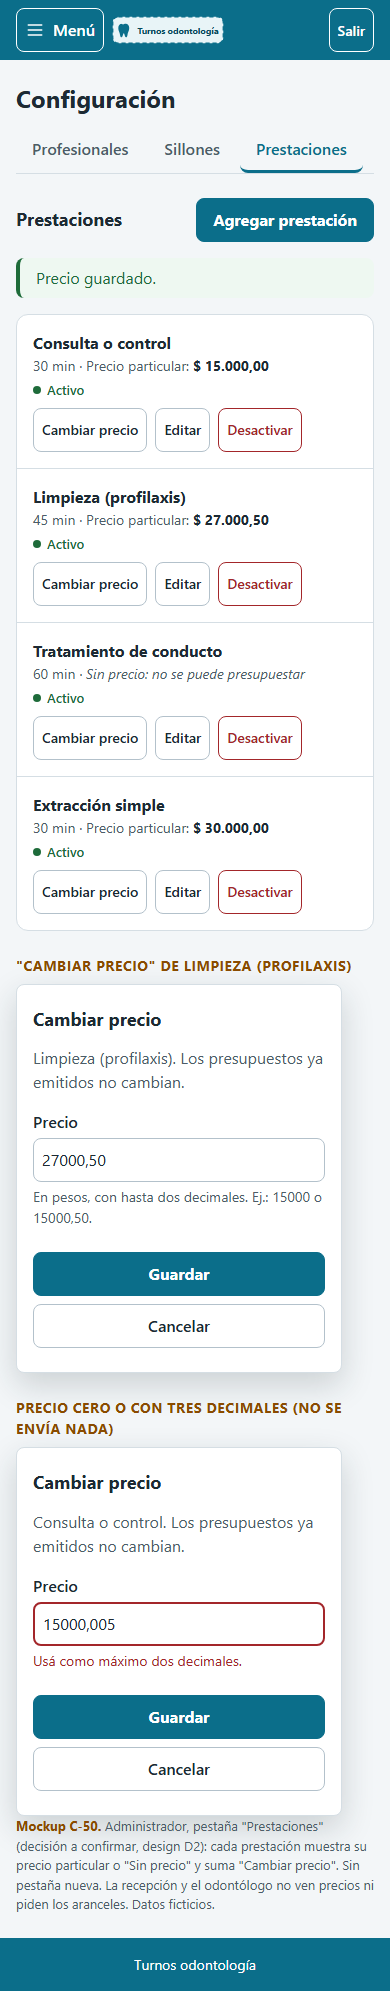 Menú
Turnos odontología
Salir
Configuración
Profesionales
Sillones
Prestaciones
Prestaciones
Agregar prestación
Precio guardado.
Consulta o control
30 min · Precio particular: $ 15.000,00
Activo
Cambiar precio
Editar
Desactivar
Limpieza (profilaxis)
45 min · Precio particular: $ 27.000,50
Activo
Cambiar precio
Editar
Desactivar
Tratamiento de conducto
60 min · Sin precio: no se puede presupuestar
Activo
Cambiar precio
Editar
Desactivar
Extracción simple
30 min · Precio particular: $ 30.000,00
Activo
Cambiar precio
Editar
Desactivar
"CAMBIAR PRECIO" DE LIMPIEZA (PROFILAXIS)
Cambiar precio
Limpieza (profilaxis). Los presupuestos ya
emitidos no cambian.
Precio
27000,50
En pesos, con hasta dos decimales. Ej.: 15000 o
15000,50.
Guardar
Cancelar
PRECIO CERO O CON TRES DECIMALES (NO SE
ENVÍA NADA)
Cambiar precio
Consulta o control. Los presupuestos ya
emitidos no cambian.
Precio
15000,005
Usá como máximo dos decimales.
Guardar
Cancelar
Mockup C-50. Administrador, pestaña "Prestaciones"
(decisión a confirmar, design D2): cada prestación muestra su
precio particular o "Sin precio" y suma "Cambiar precio". Sin
pestaña nueva. La recepción y el odontólogo no ven precios ni
piden los aranceles. Datos ficticios.
Turnos odontología